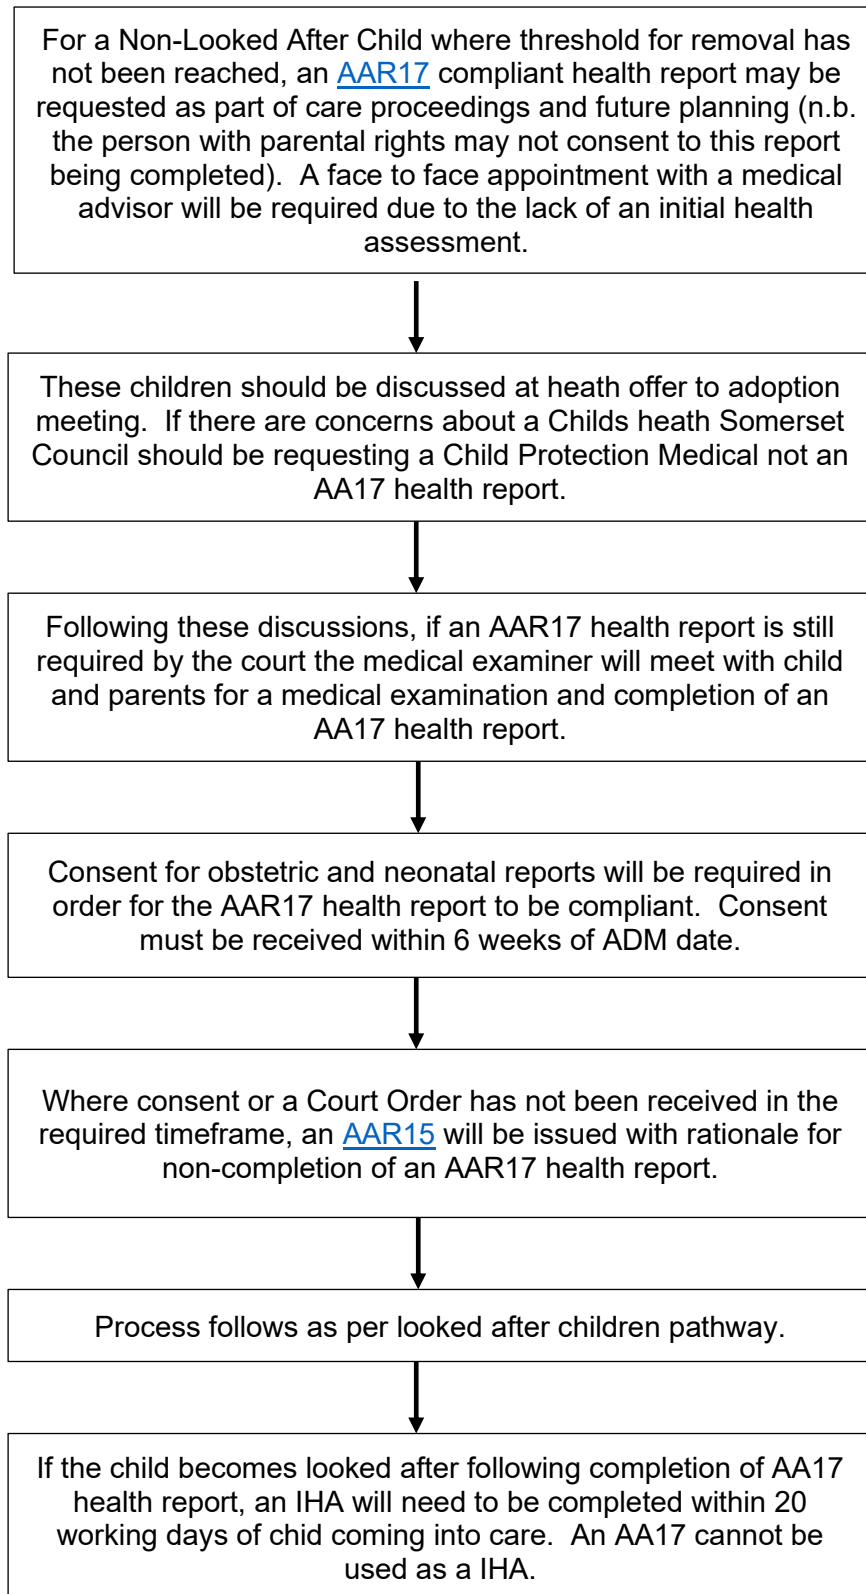 For a Non-Looked After Child where threshold for removal has
not been reached, an AAR17 compliant health report may be
requested as part of care proceedings and future planning (n.b.
the person with parental rights may not consent to this report
being completed). A face to face appointment with a medical
advisor will be required due to the lack of an initial health
assessment.
These children should be discussed at heath offer to adoption
meeting. If there are concerns about a Childs heath Somerset
Council should be requesting a Child Protection Medical not an
AA17 health report.
Following these discussions, if an AAR17 health report is still
required by the court the medical examiner will meet with child
and parents for a medical examination and completion of an
AA17 health report.
Consent for obstetric and neonatal reports will be required in
order for the AAR17 health report to be compliant. Consent
must be received within 6 weeks of ADM date.
Where consent or a Court Order has not been received in the
required timeframe, an AAR15 will be issued with rationale for
non-completion of an AAR17 health report.
Process follows as per looked after children pathway.
If the child becomes looked after following completion of AA17
health report, an IHA will need to be completed within 20
working days of chid coming into care. An AA17 cannot be
used as a IHA.